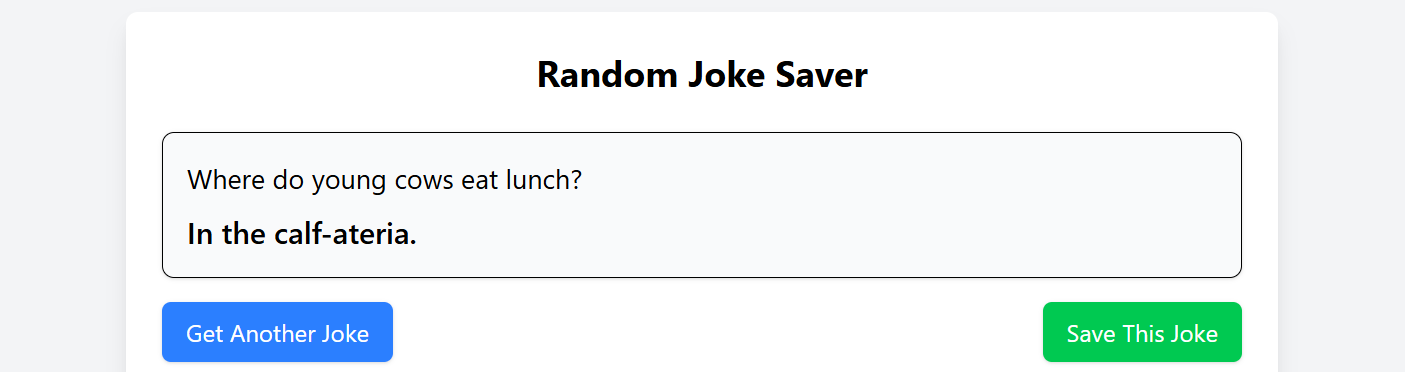 Random Joke Saver
Where do young cows eat lunch?
In the calf-ateria.
Get Another Joke
Save This Joke